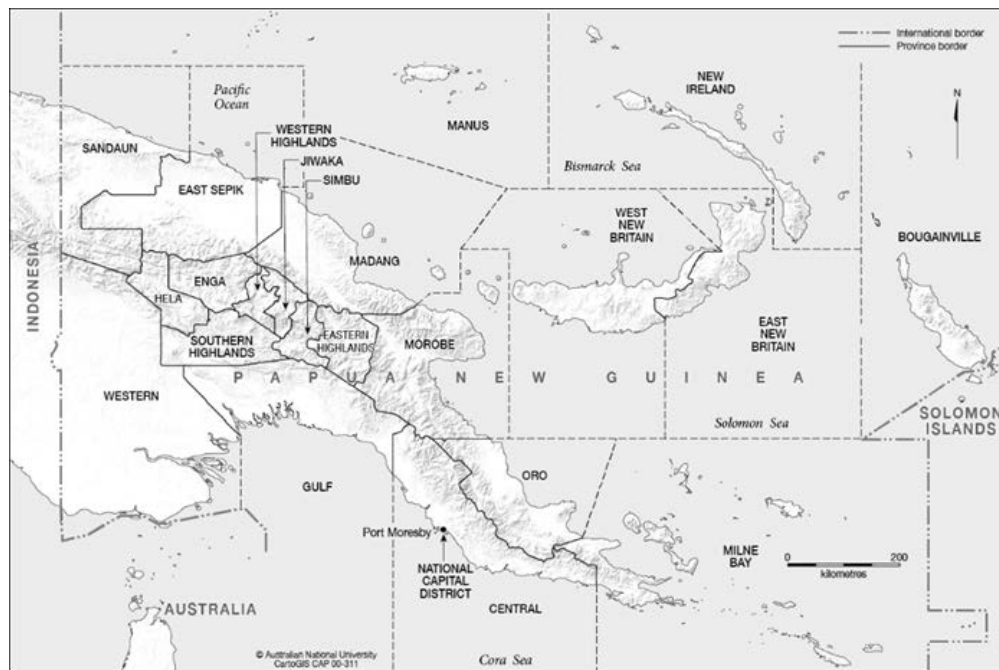 International border
Province border
N
Pacific
Ocean
NEW
IRELAND
MANUS
WESTERN
HIGHLANDS
SANDAUN
JIWAKA
SIMBU
Bismarck Sea
EAST SEPIK
WEST
NEW
BRITAIN
BOUGAINVILLE
MADANG
INDONESIA
ENGA
HELA
EASTERN
HIGHLANDS
SOUTHERN
HIGHLANDS
MOROBE
EAST
NEW
BRITAIN
PAPUA NEW GUINEA
WESTERN
SOLOMON
ISLANDS
Solomon Sea
GULF
ORO
Port Moresby
MILNE
BAY
0 200
kilometres
NATIONAL
CAPITAL
DISTRICT
CENTRAL
AUSTRALIA
© Australian National University
CartoGIS CAP 00-311
Cora Sea